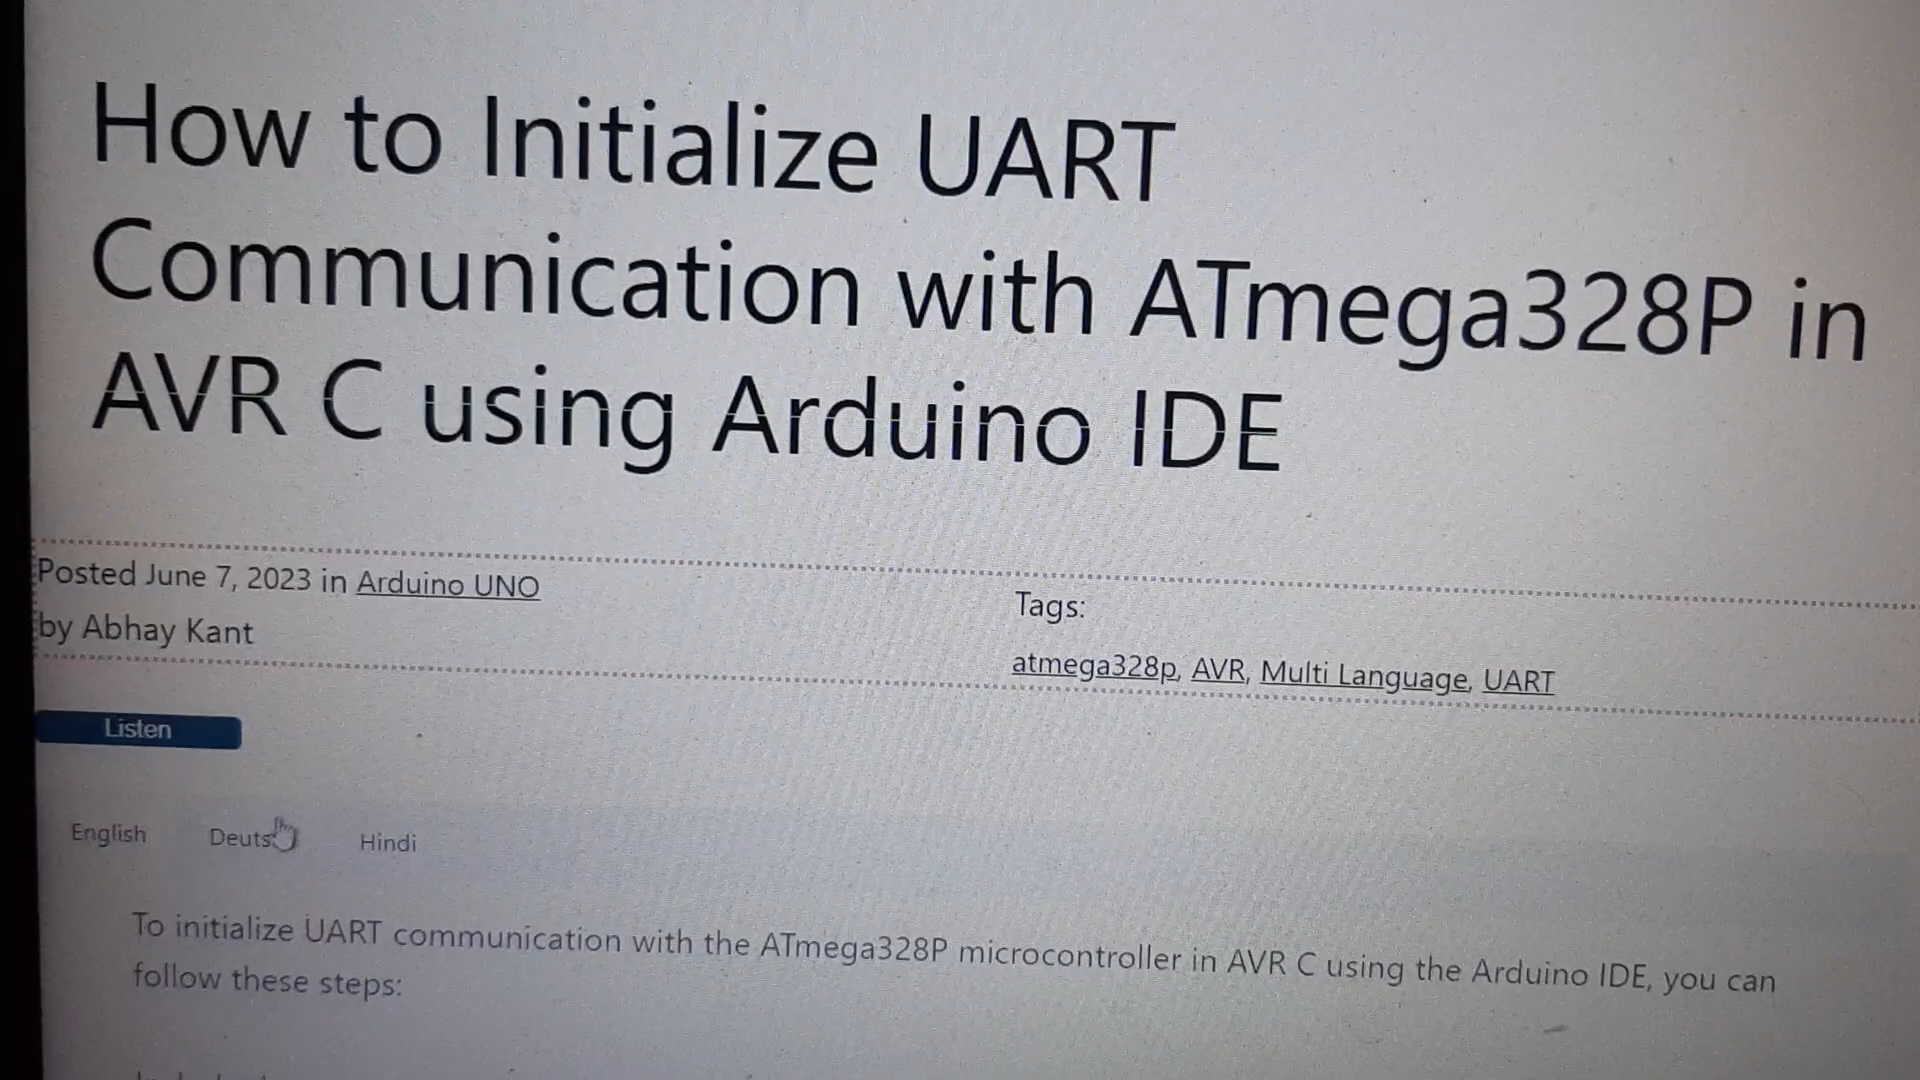 How to Initialize UART
Communication with ATmega328P in
AVR C using Arduino IDE
Posted June 7, 2023 in Arduino UNO
by Abhay Kant
Tags:
atmega328p, AVR, Multi Language, UART
Listen
English Deuts Hindi
To initialize UART communication with the ATmega328P microcontroller in AVR C using the Arduino IDE, you can
follow these steps: